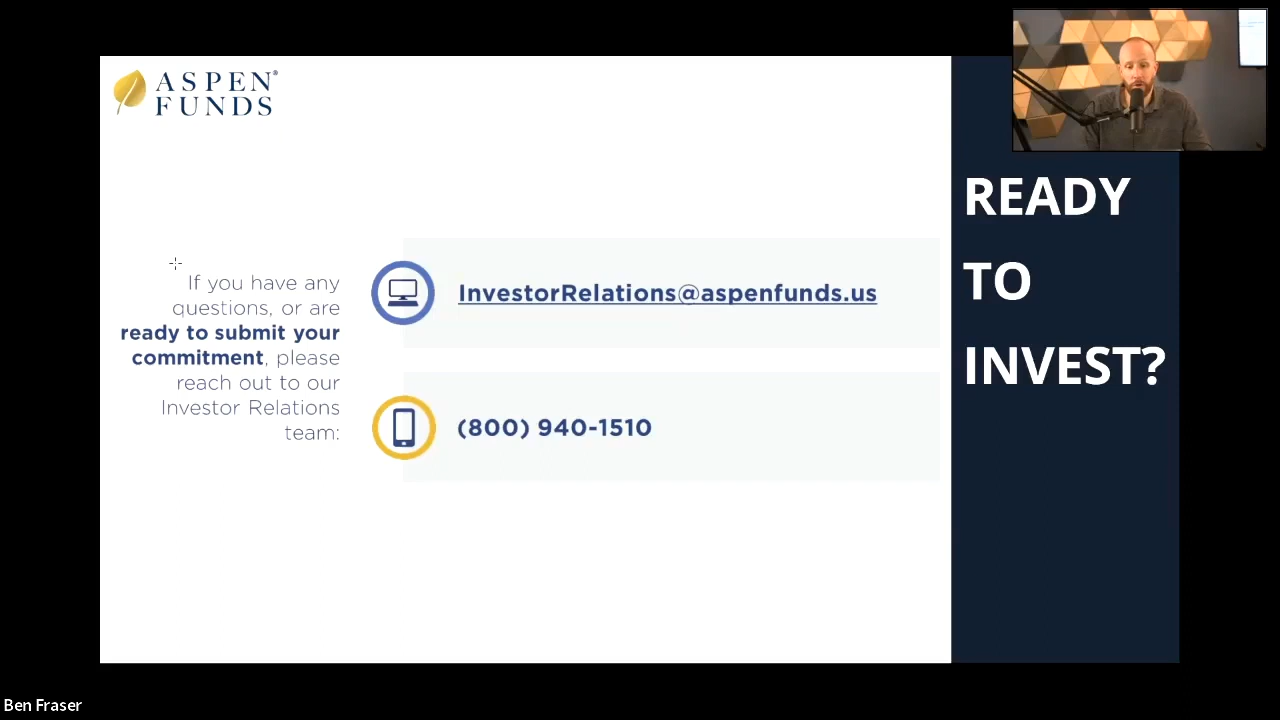 ASPEN®
FUNDS
If you have any
questions, or are
ready to submit your
commitment, please
reach out to our
Investor Relations
team:
InvestorRelations@aspenfunds.us
(800) 940-1510
READY
TO
INVEST?
Ben Fraser